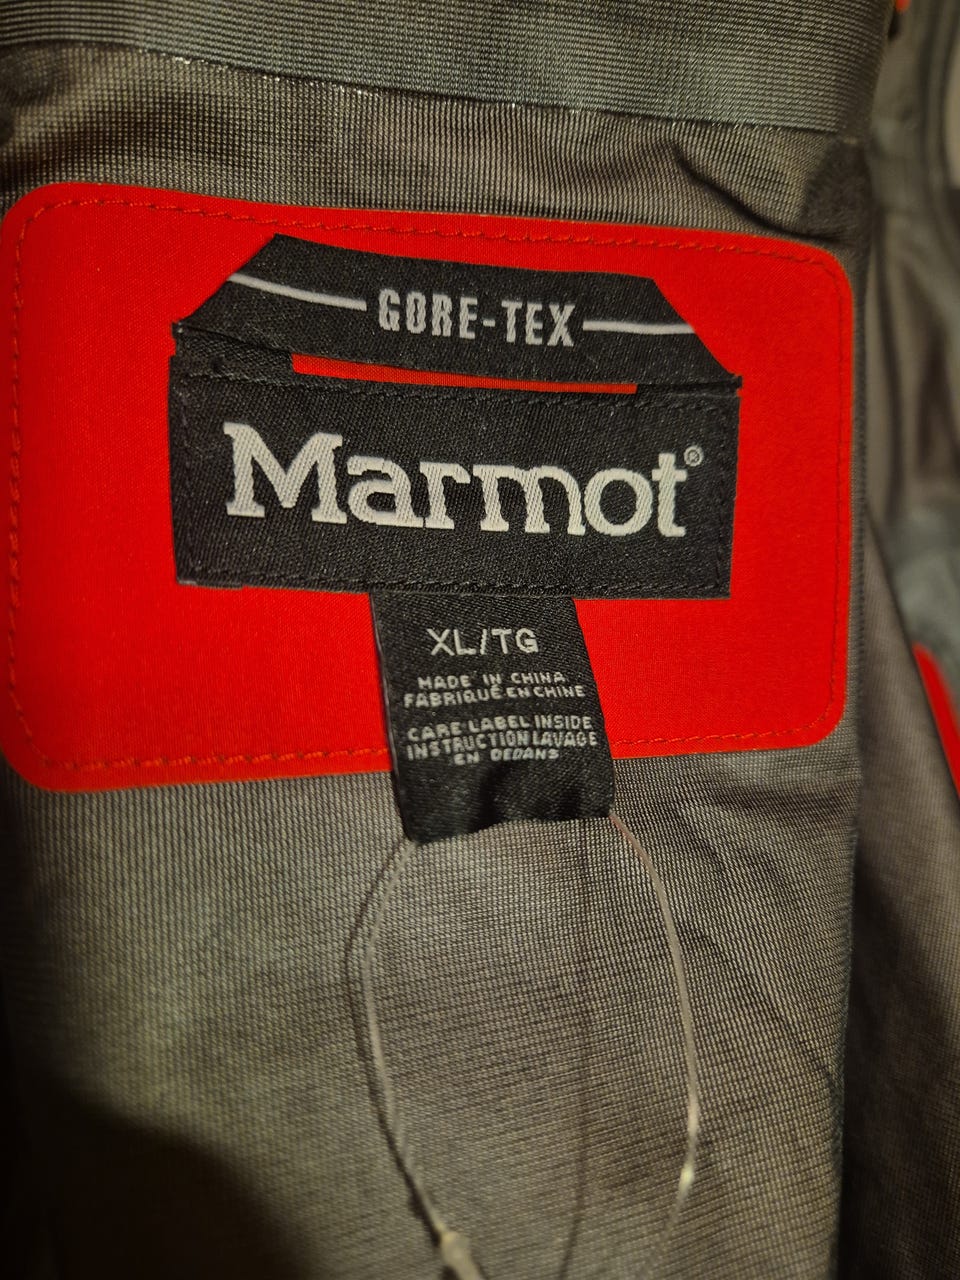 GORE-TEX
Marmot®
XL/TG
MADE IN CHINA
FABRIQUÉ EN CHINE
CARE LABEL INSIDE
INSTRUCTION LAVAGE
EN DEDANS